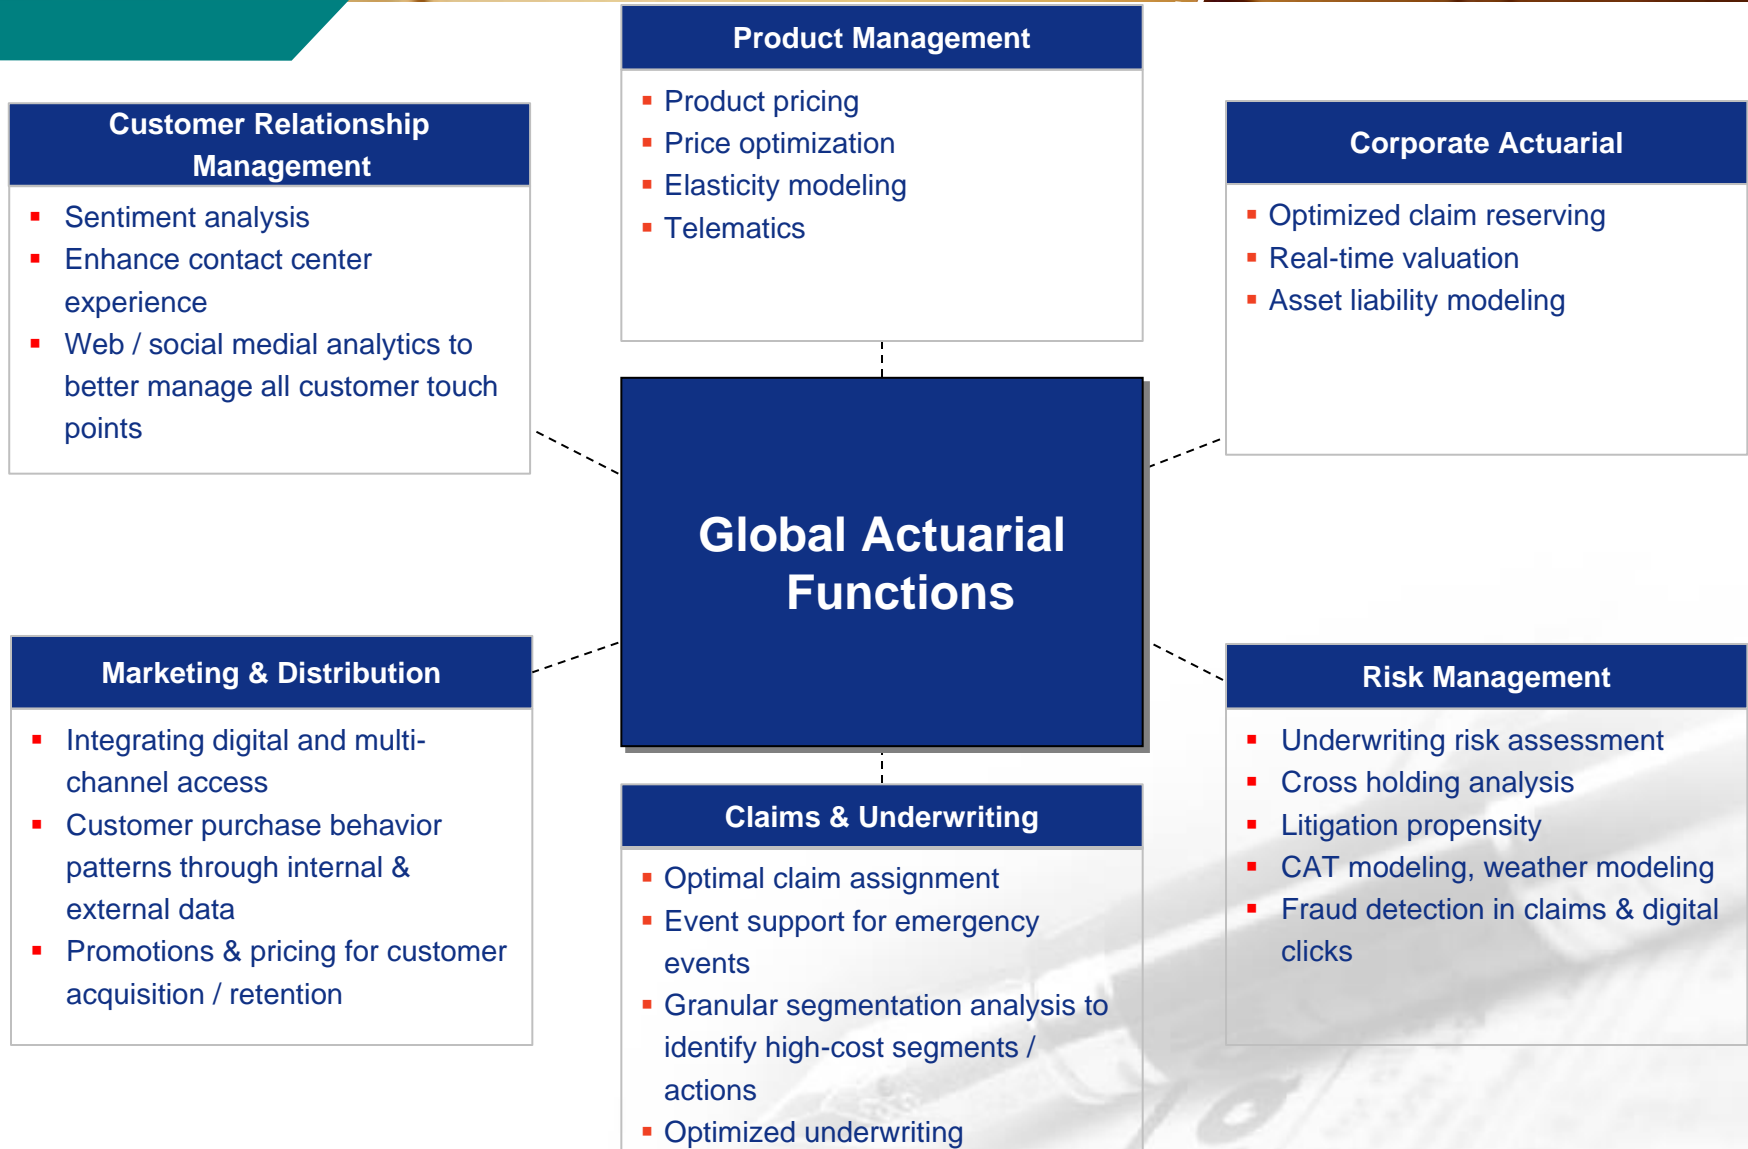 Product Management
Product pricing
Price optimization
Elasticity modeling
Telematics
Customer Relationship
Management
Sentiment analysis
Enhance contact center
experience
Web / social medial analytics to
better manage all customer touch
points
Corporate Actuarial
Optimized claim reserving
Real-time valuation
Asset liability modeling
Global Actuarial
Functions
Marketing & Distribution
Integrating digital and multi-
channel access
Customer purchase behavior
patterns through internal &
external data
Promotions & pricing for customer
acquisition / retention
Claims & Underwriting
Optimal claim assignment
Event support for emergency
events
Granular segmentation analysis to
identify high-cost segments /
actions
Optimized underwriting
Risk Management
Underwriting risk assessment
Cross holding analysis
Litigation propensity
CAT modeling, weather modeling
Fraud detection in claims & digital
clicks